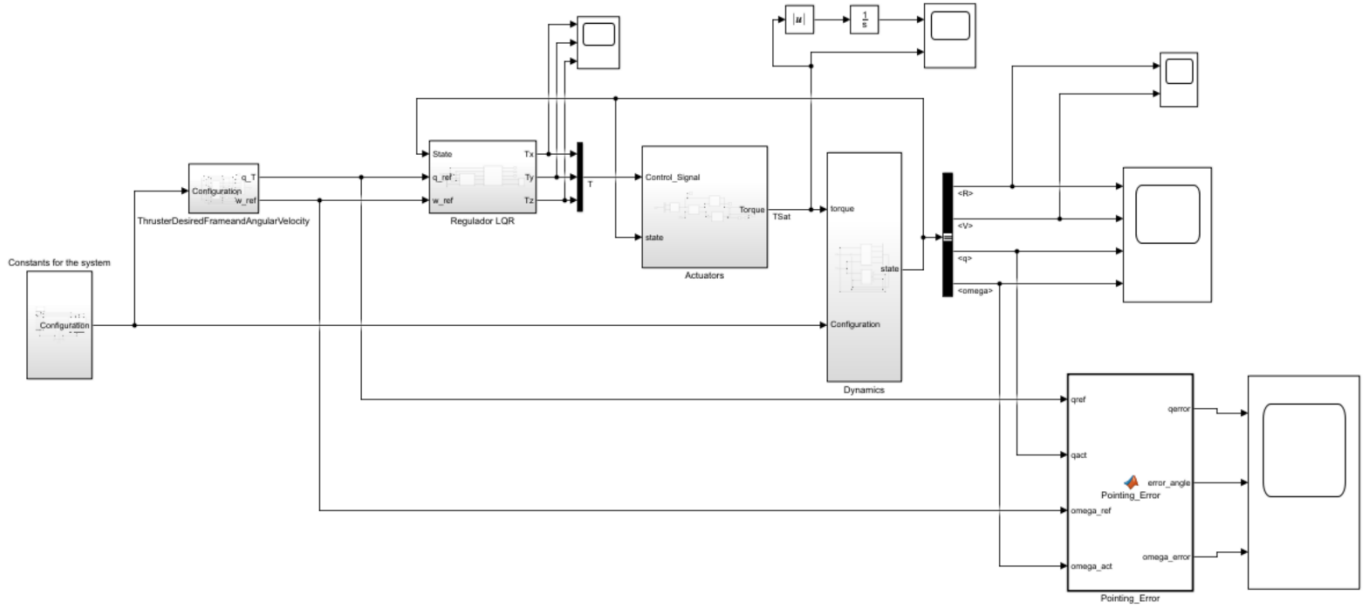 |u|
1
s
State
q_ref
w_ref
Tx
Ty
Tz
Regulador LQR
T
Configuration
q_T
w_ref
ThrusterDesiredFrameandAngularVelocity
Control_Signal
state
Torque
Actuators
TSat
torque
state
Configuration
Dynamics
<R>
<V>
<q>
<omega>
Constants for the system
Configuration
qref
qact
omega_ref
omega_act
Pointing_Error
qerror
error_angle
omega_error
Pointing_Error